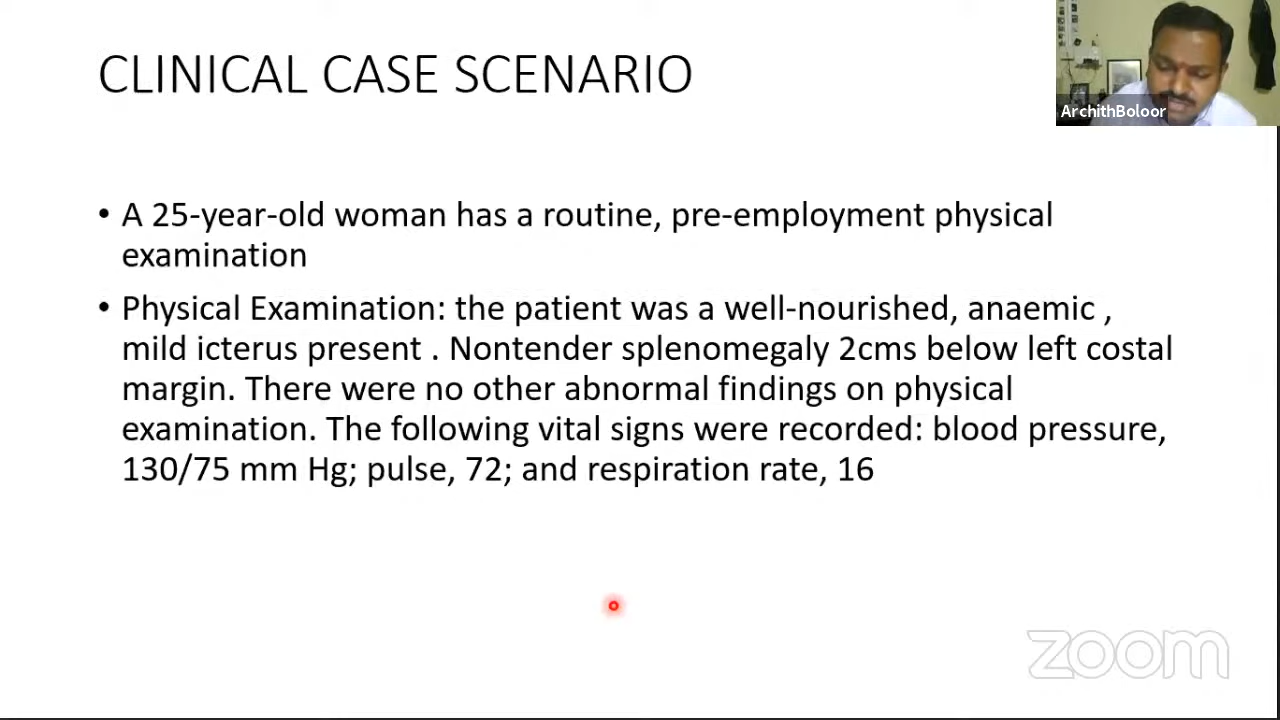 CLINICAL CASE SCENARIO
ArchithBoloor
• A 25-year-old woman has a routine, pre-employment physical
examination
• Physical Examination: the patient was a well-nourished, anaemic ,
mild icterus present . Nontender splenomegaly 2cms below left costal
margin. There were no other abnormal findings on physical
examination. The following vital signs were recorded: blood pressure,
130/75 mm Hg; pulse, 72; and respiration rate, 16
zoom